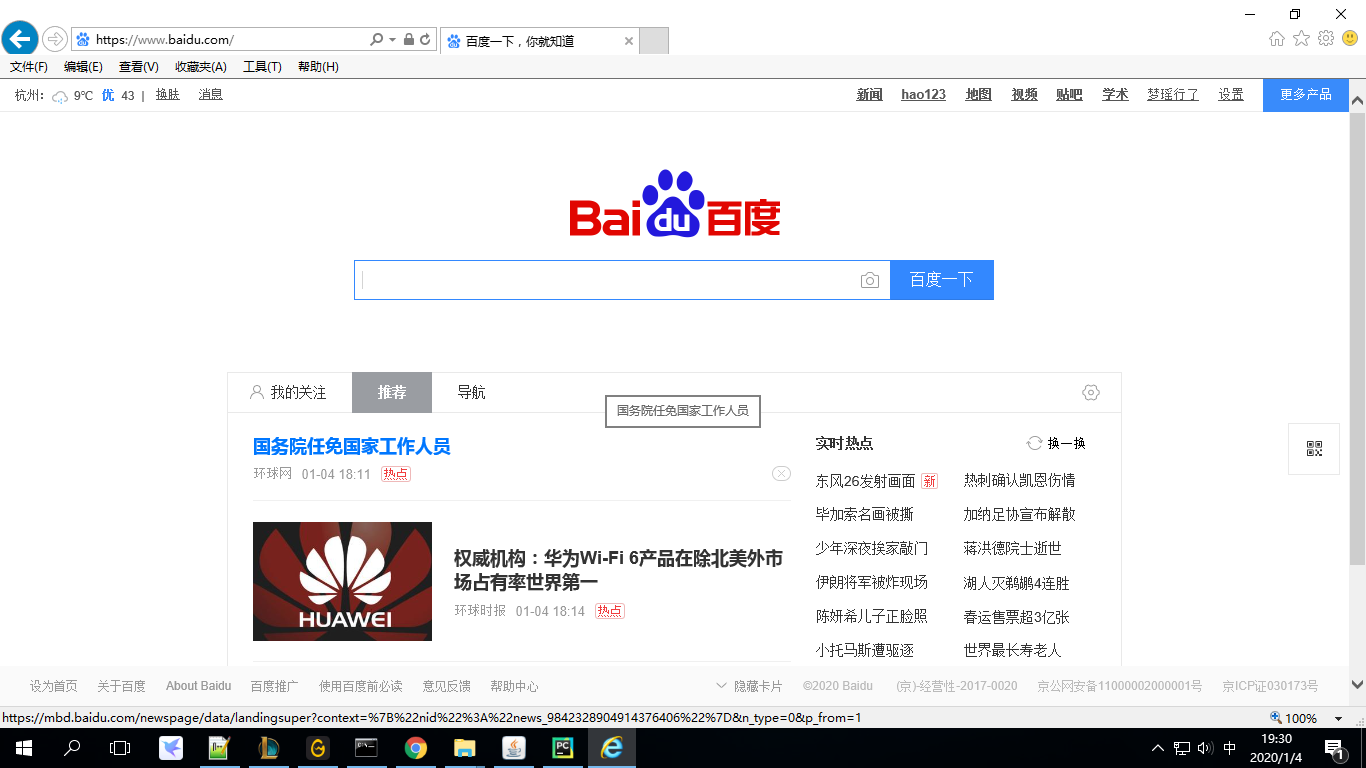 https://www.baidu.com/
百度一下，你就知道
文件(F) 编辑(E) 查看(V) 收藏夹(A) 工具(T) 帮助(H)
杭州： 9℃ 优 43 | 换肤 消息
新闻 hao123 地图 视频 贴吧 学术 梦瑶行了 设置 更多产品
Bai du 百度
百度一下
我的关注 推荐 导航
国务院任免国家工作人员
国务院任免国家工作人员
环球网 01-04 18:11 热点
HUAWEI
权威机构：华为Wi-Fi 6产品在除北美外市
场占有率世界第一
环球时报 01-04 18:14 热点
实时热点 换一换
东风26发射画面 新 热刺确认凯恩伤情
毕加索名画被撕 加纳足协宣布解散
少年深夜挨家敲门 蒋洪德院士逝世
伊朗将军被炸现场 湖人灭鹈鹕4连胜
陈妍希儿子正脸照 春运售票超3亿张
小托马斯遭驱逐 世界最长寿老人
设为首页 关于百度 About Baidu 百度推广 使用百度前必读 意见反馈 帮助中心 隐藏卡片 ©2020 Baidu (京)-经营性-2017-0020 京公网安备11000002000001号 京ICP证030173号
https://mbd.baidu.com/newspage/data/landingsuper?context=%7B%22nid%22%3A%22news_9842328904914376406%22%7D&n_type=0&p_from=1
100%
PC
中
19:30
2020/1/4
1